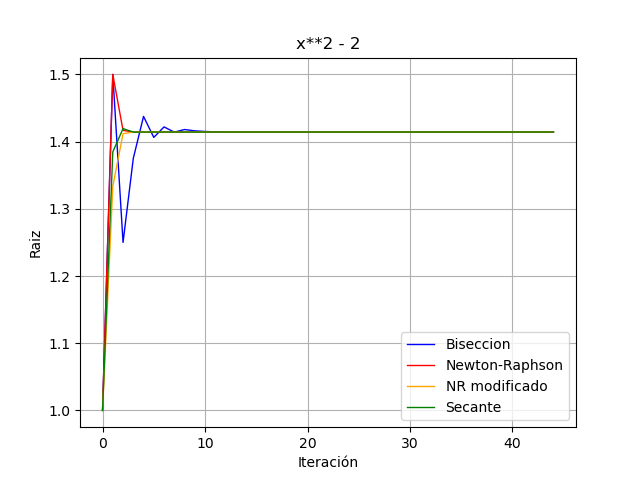 x**2 - 2
1.5
1.4
1.3
1.2
1.1
1.0
Raiz
0 10 20 30 40
Iteración
Biseccion
Newton-Raphson
NR modificado
Secante